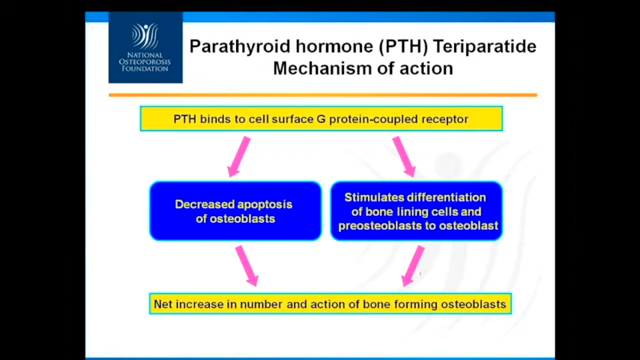 NATIONAL
OSTEOPOROSIS
FOUNDATION
Parathyroid hormone (PTH) Teriparatide
Mechanism of action
PTH binds to cell surface G protein-coupled receptor
Decreased apoptosis
of osteoblasts
Stimulates differentiation
of bone lining cells and
preosteoblasts to osteoblast
Net increase in number and action of bone forming osteoblasts